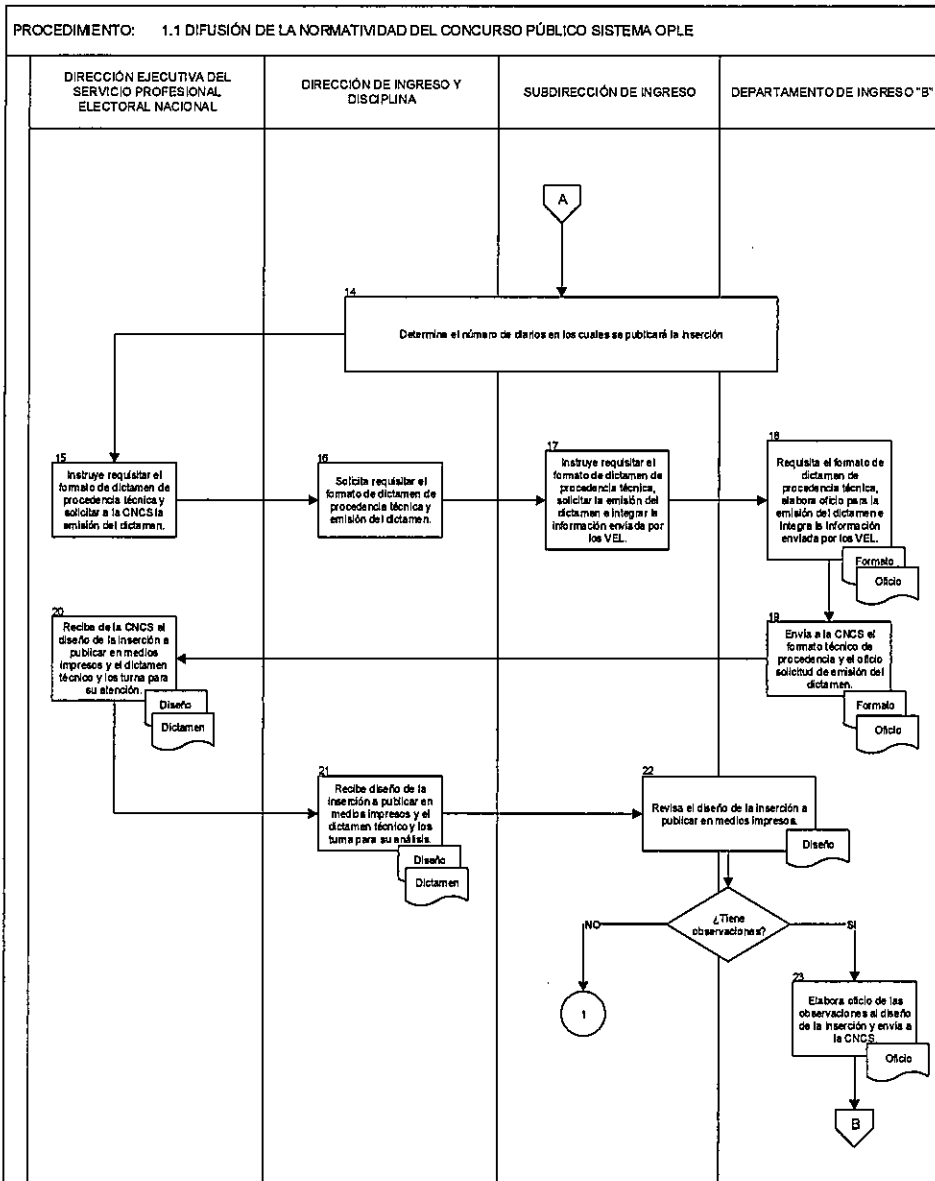 PROCEDIMIENTO: 1.1 DIFUSIÓN DE LA NORMATIVIDAD DEL CONCURSO PÚBLICO SISTEMA OPLE
DIRECCIÓN EJECUTIVA DEL
SERVICIO PROFESIONAL
ELECTORAL NACIONAL
DIRECCIÓN DE INGRESO Y
DISCIPLINA
SUBDIRECCIÓN DE INGRESO
DEPARTAMENTO DE INGRESO "B"
A
14
Determina el número de diarios en los cuales se publicará la inserción
15
Instruye requisitar el
formato de dictamen de
procedencia técnica y
solicitar a la CNCS la
emisión del dictamen.
16
Solicita requisitar el
formato de dictamen de
procedencia técnica y
emisión del dictamen.
17
Instruye requisitar el
formato de dictamen de
procedencia técnica,
solicitar la emisión del
dictamen e integrar la
información enviada por
los VEL.
18
Requisita el formato de
dictamen de
procedencia técnica,
elabora oficio para la
emisión del dictamen e
integra la información
enviada por los VEL.
Formato
Oficio
19
Envía a la CNCS el
formato técnico de
procedencia y el oficio
solicitud de emisión del
dictamen.
Formato
Oficio
20
Recibe de la CNCS el
diseño de la inserción a
publicar en medios
impresos y el dictamen
técnico y los turna para
su atención.
Diseño
Dictamen
21
Recibe diseño de la
inserción a publicar en
medios impresos y el
dictamen técnico y los
turna para su análisis.
Diseño
Dictamen
22
Revisa el diseño de la inserción a
publicar en medios impresos.
Diseño
¿Tiene
observaciones?
NO
SI
1
23
Elabora oficio de las
observaciones al diseño
de la inserción y envía a
la CNCS.
Oficio
B